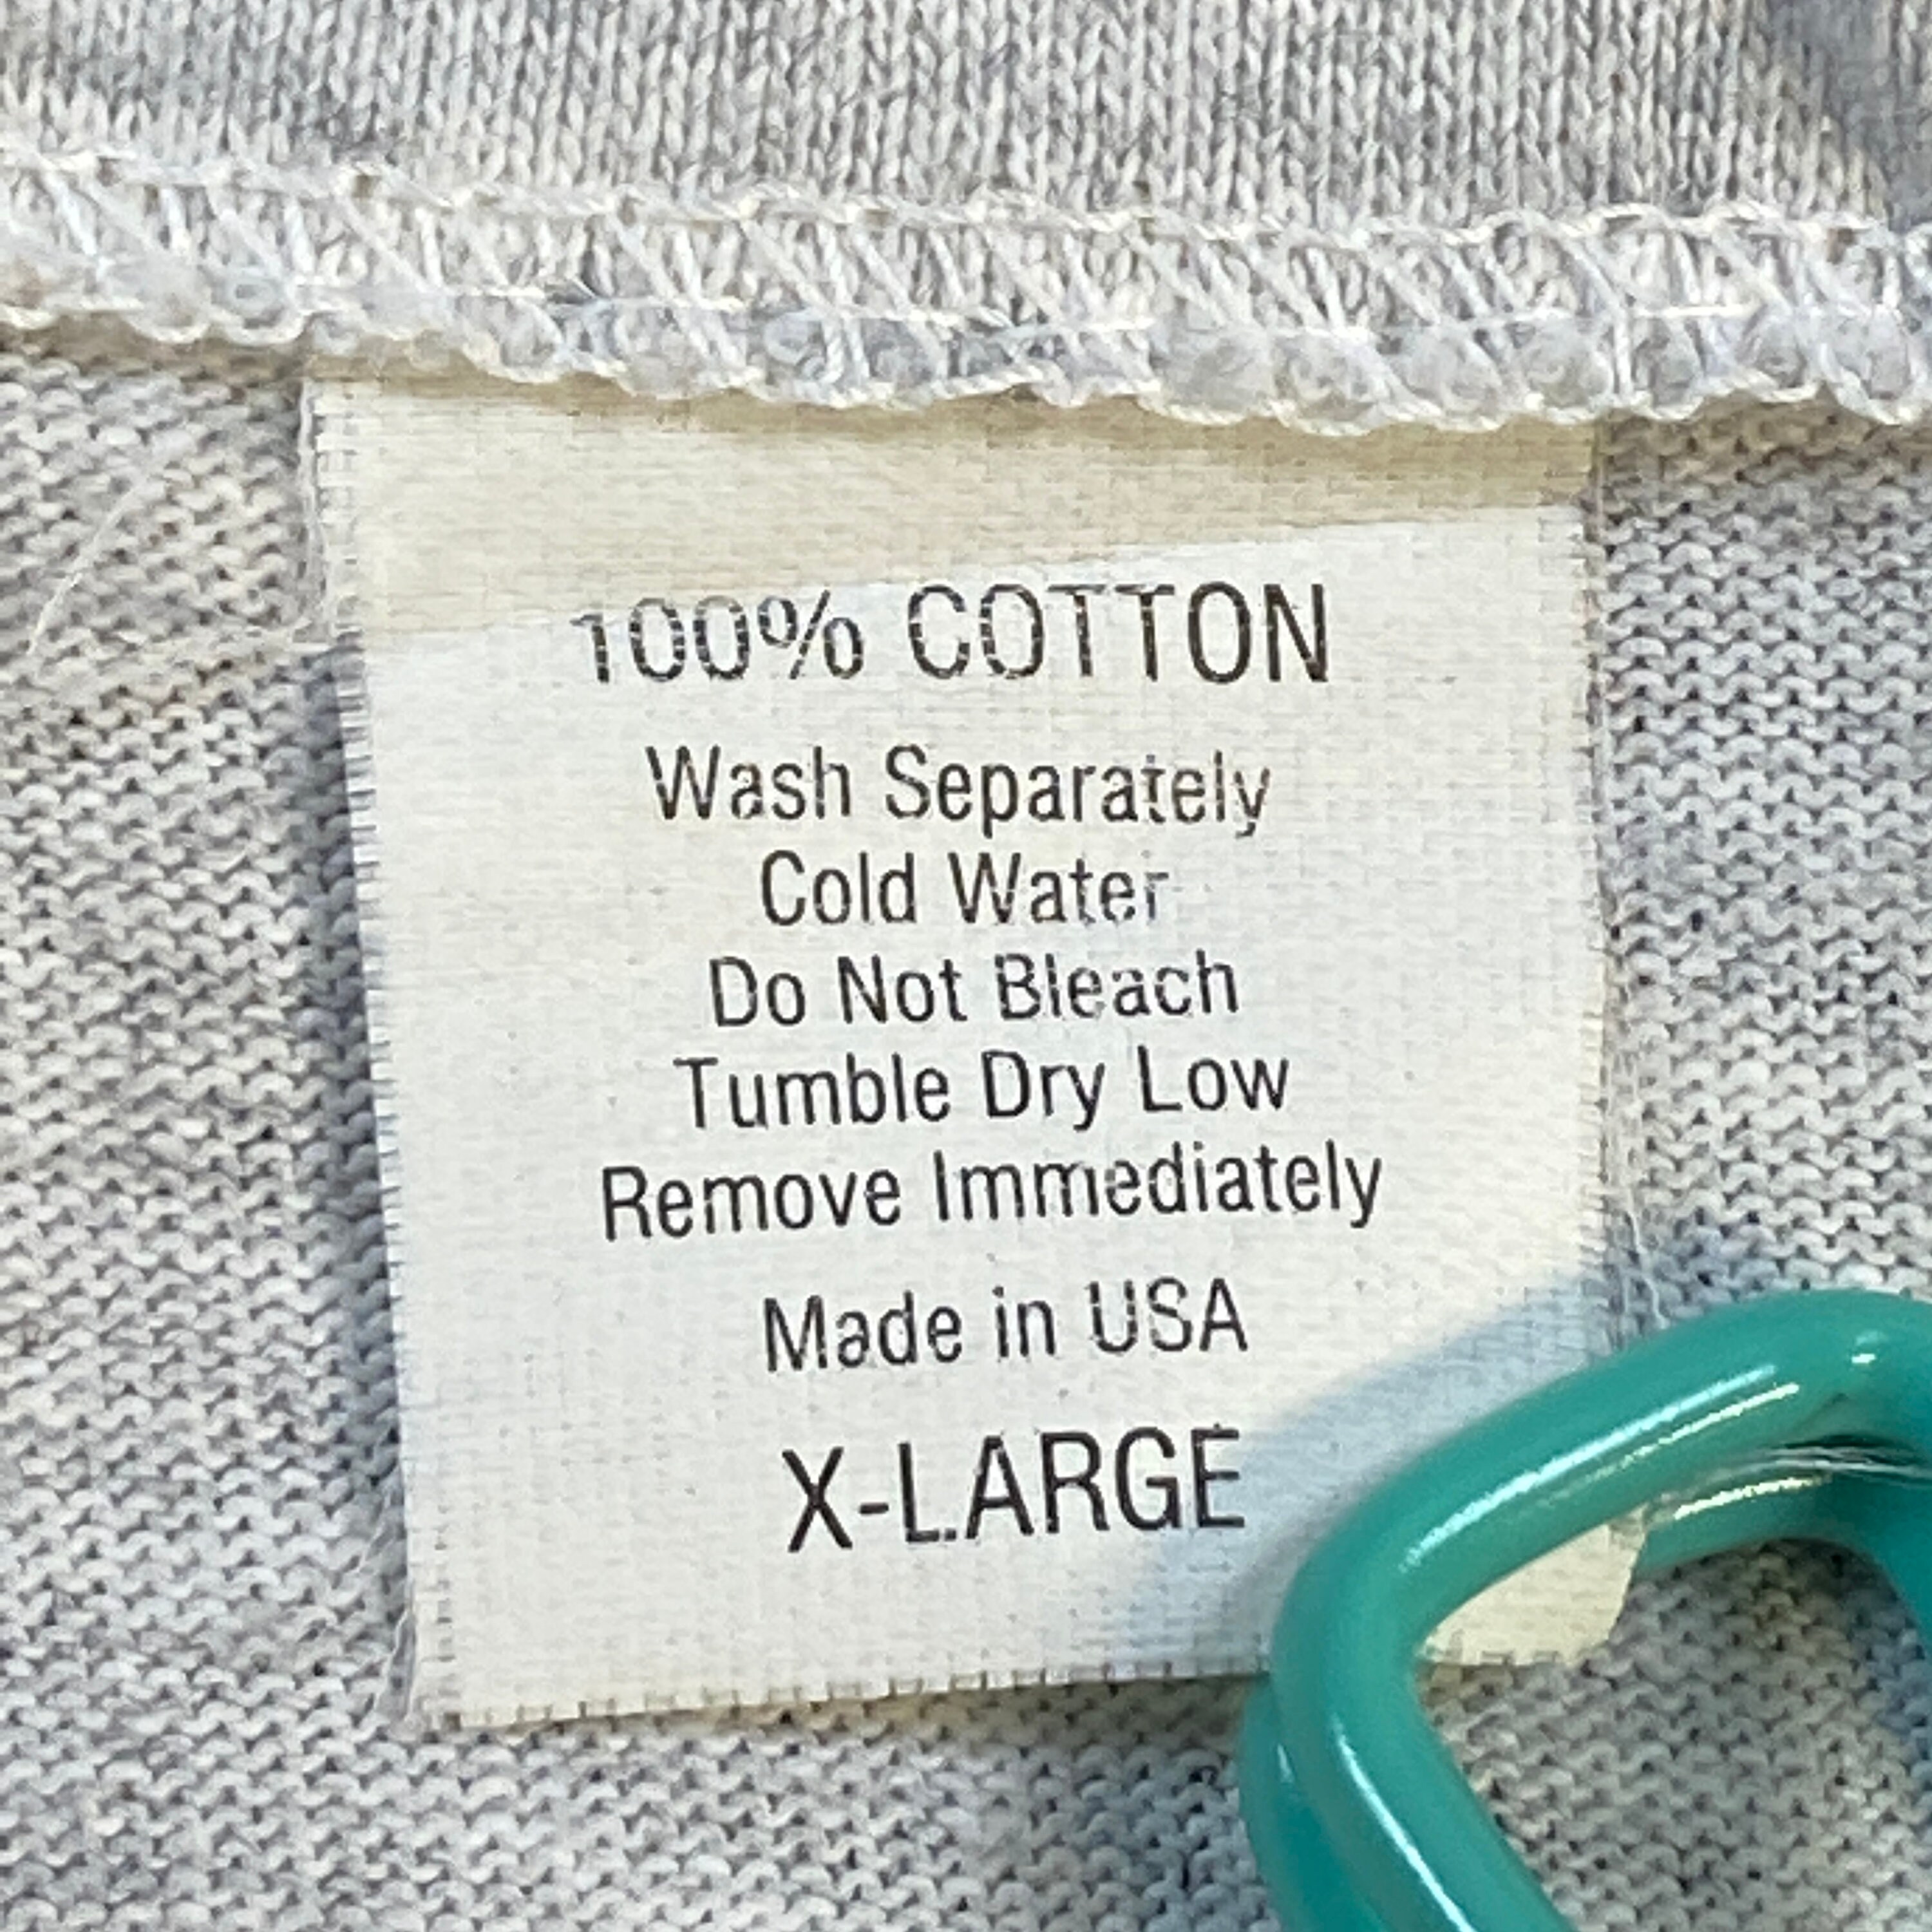 100% COTTON
Wash Separately
Cold Water
Do Not Bleach
Tumble Dry Low
Remove Immediately
Made in USA
X-LARGE